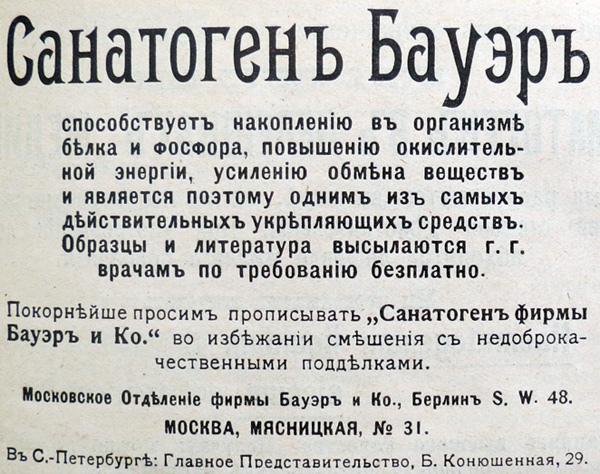 Санатогенъ Бауэръ
способствуетъ накопленію въ организмѣ
бѣлка и фосфора, повышенію окислитель-
ной энергіи, усиленію обмѣна веществъ
и является поэтому однимъ изъ самыхъ
дѣйствительныхъ укрѣпляющихъ средствъ.
Образцы и литература высылаются г. г.
врачамъ по требованію безплатно.
Покорнѣйше просимъ прописывать „Санатогенъ фирмы
Бауэръ и Ко.“ во избѣжаніи смѣшенія съ недоброка-
чественными поддѣлками.
Московское Отдѣленіе фирмы Бауэръ и Ко., Берлинъ S. W. 48.
МОСКВА, МЯСНИЦКАЯ, № 31.
Въ С.-Петербургѣ: Главное Представительство, Б. Конюшенная, 29.